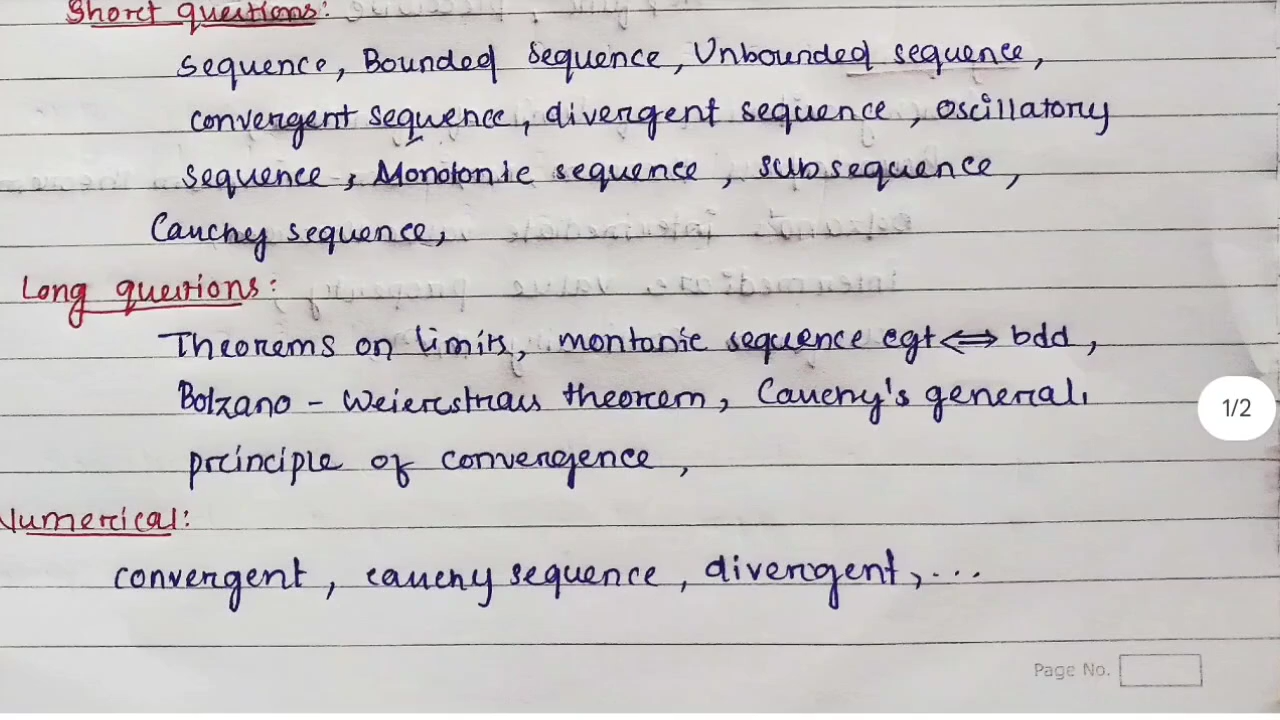 Short questions:
sequence, Bounded sequence, Unbounded sequence,
convergent sequence, divergent sequence, oscillatory
sequence, Monotonic sequence, subsequence,
Cauchy sequence,
Long questions:
Theorems on limits, montonic sequence cgt ⟺ bdd,
Bolzano - Weierstrass theorem, Cauchy's general
principle of convergence,
1/2
Numerical:
convergent, cauchy sequence, divergent, ...
Page No.